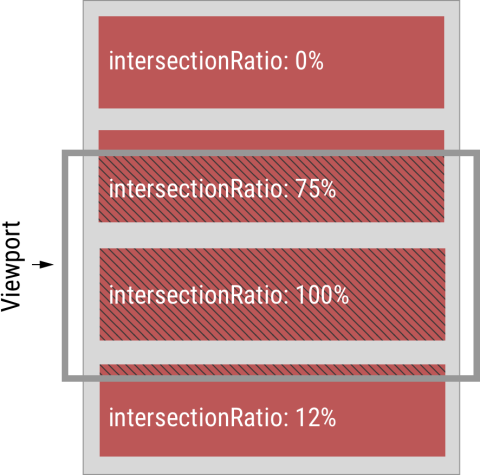 intersectionRatio: 0%
intersectionRatio: 75%
Viewport
intersectionRatio: 100%
intersectionRatio: 12%